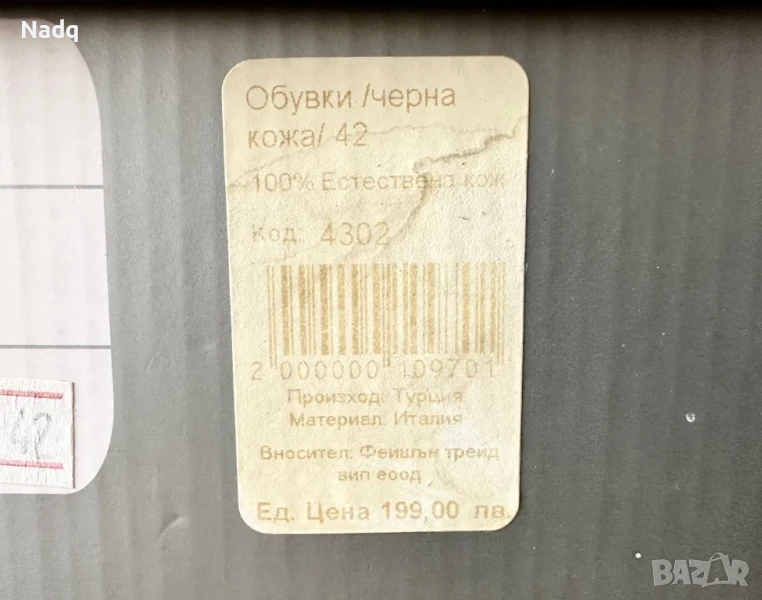 Nadq
Обувки /черна
кожа/ 42
100% Естествена кож
Код: 4302
2 000000 109701
Произход: Турция
Материал: Италия
Вносител: Фейшън трейд
вип еоод
Ед. Цена 199,00 лв.
42
BAZAR